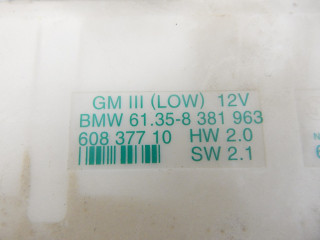 GM III (LOW) 12V
BMW 61.35-8 381 963
608 377 10 HW 2.0
SW 2.1
N
6